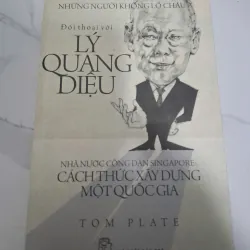 NHỮNG NGƯỜI KHỔNG LỒ CHÂU Á
Đối thoại với
LÝ
QUANG
DIỆU
NHÀ NƯỚC CÔNG DÂN SINGAPORE:
CÁCH THỨC XÂY DỰNG
MỘT QUỐC GIA
TOM PLATE